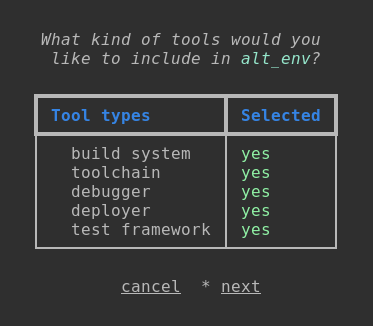 What kind of tools would you
like to include in alt_env?
Tool types Selected
build system yes
toolchain yes
debugger yes
deployer yes
test framework yes
cancel * next